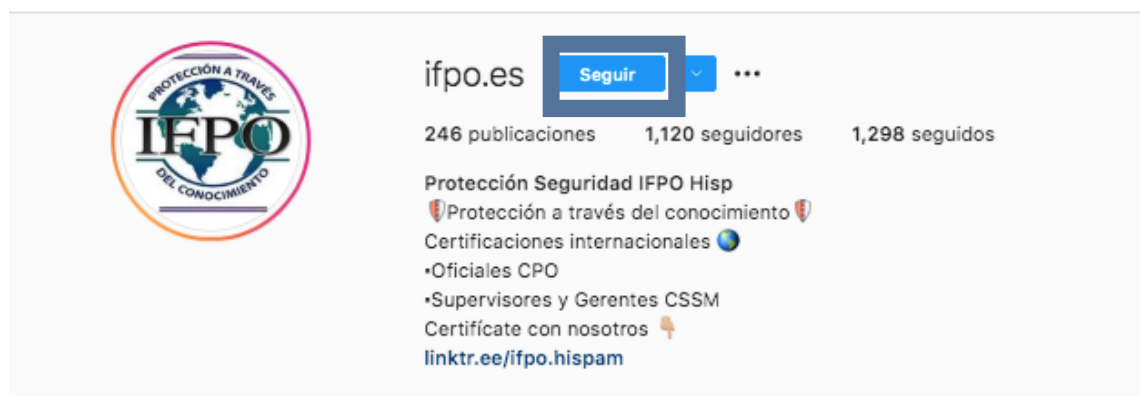 PROTECCIÓN A TRAVÉS
IFPO
DEL CONOCIMIENTO
ifpo.es Seguir
246 publicaciones 1,120 seguidores 1,298 seguidos
Protección Seguridad IFPO Hisp
Protección a través del conocimiento
Certificaciones internacionales
•Oficiales CPO
•Supervisores y Gerentes CSSM
Certifícate con nosotros
linktr.ee/ifpo.hispam